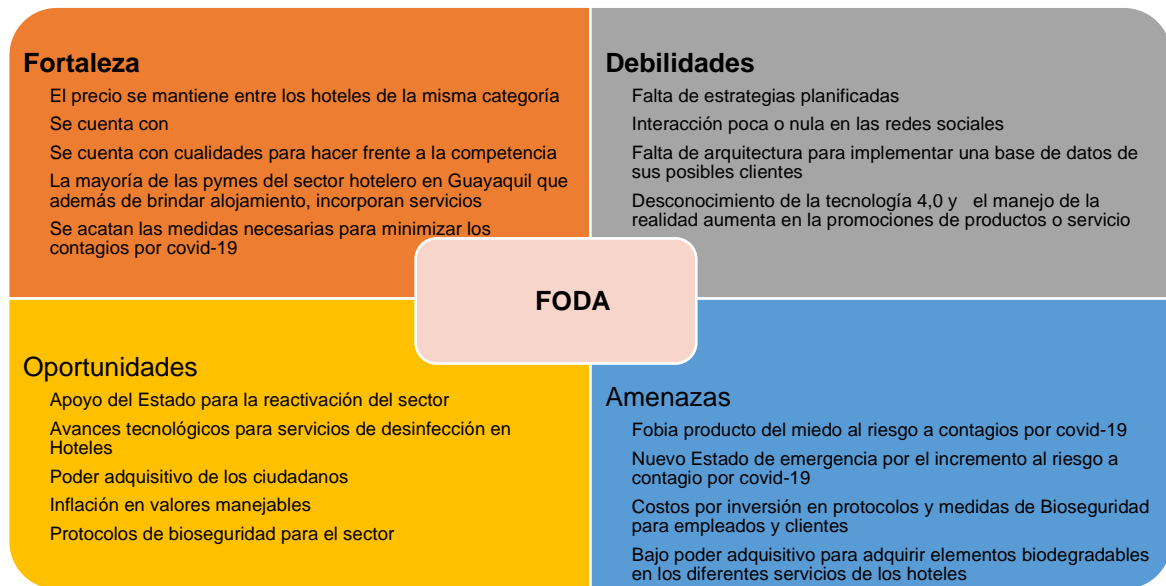 Fortaleza
El precio se mantiene entre los hoteles de la misma categoría
Se cuenta con
Se cuenta con cualidades para hacer frente a la competencia
La mayoría de las pymes del sector hotelero en Guayaquil que
además de brindar alojamiento, incorporan servicios
Se acatan las medidas necesarias para minimizar los
contagios por covid-19
Debilidades
Falta de estrategias planificadas
Interacción poca o nula en las redes sociales
Falta de arquitectura para implementar una base de datos de
sus posibles clientes
Desconocimiento de la tecnología 4,0 y el manejo de la
realidad aumenta en la promociones de productos o servicio
FODA
Oportunidades
Apoyo del Estado para la reactivación del sector
Avances tecnológicos para servicios de desinfección en
Hoteles
Poder adquisitivo de los ciudadanos
Inflación en valores manejables
Protocolos de bioseguridad para el sector
Amenazas
Fobia producto del miedo al riesgo a contagios por covid-19
Nuevo Estado de emergencia por el incremento al riesgo a
contagio por covid-19
Costos por inversión en protocolos y medidas de Bioseguridad
para empleados y clientes
Bajo poder adquisitivo para adquirir elementos biodegradables
en los diferentes servicios de los hoteles